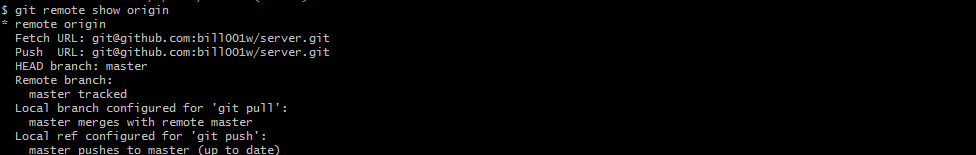 $ git remote show origin
* remote origin
  Fetch URL: git@github.com:bill001w/server.git
  Push  URL: git@github.com:bill001w/server.git
  HEAD branch: master
  Remote branch:
    master tracked
  Local branch configured for 'git pull':
    master merges with remote master
  Local ref configured for 'git push':
    master pushes to master (up to date)